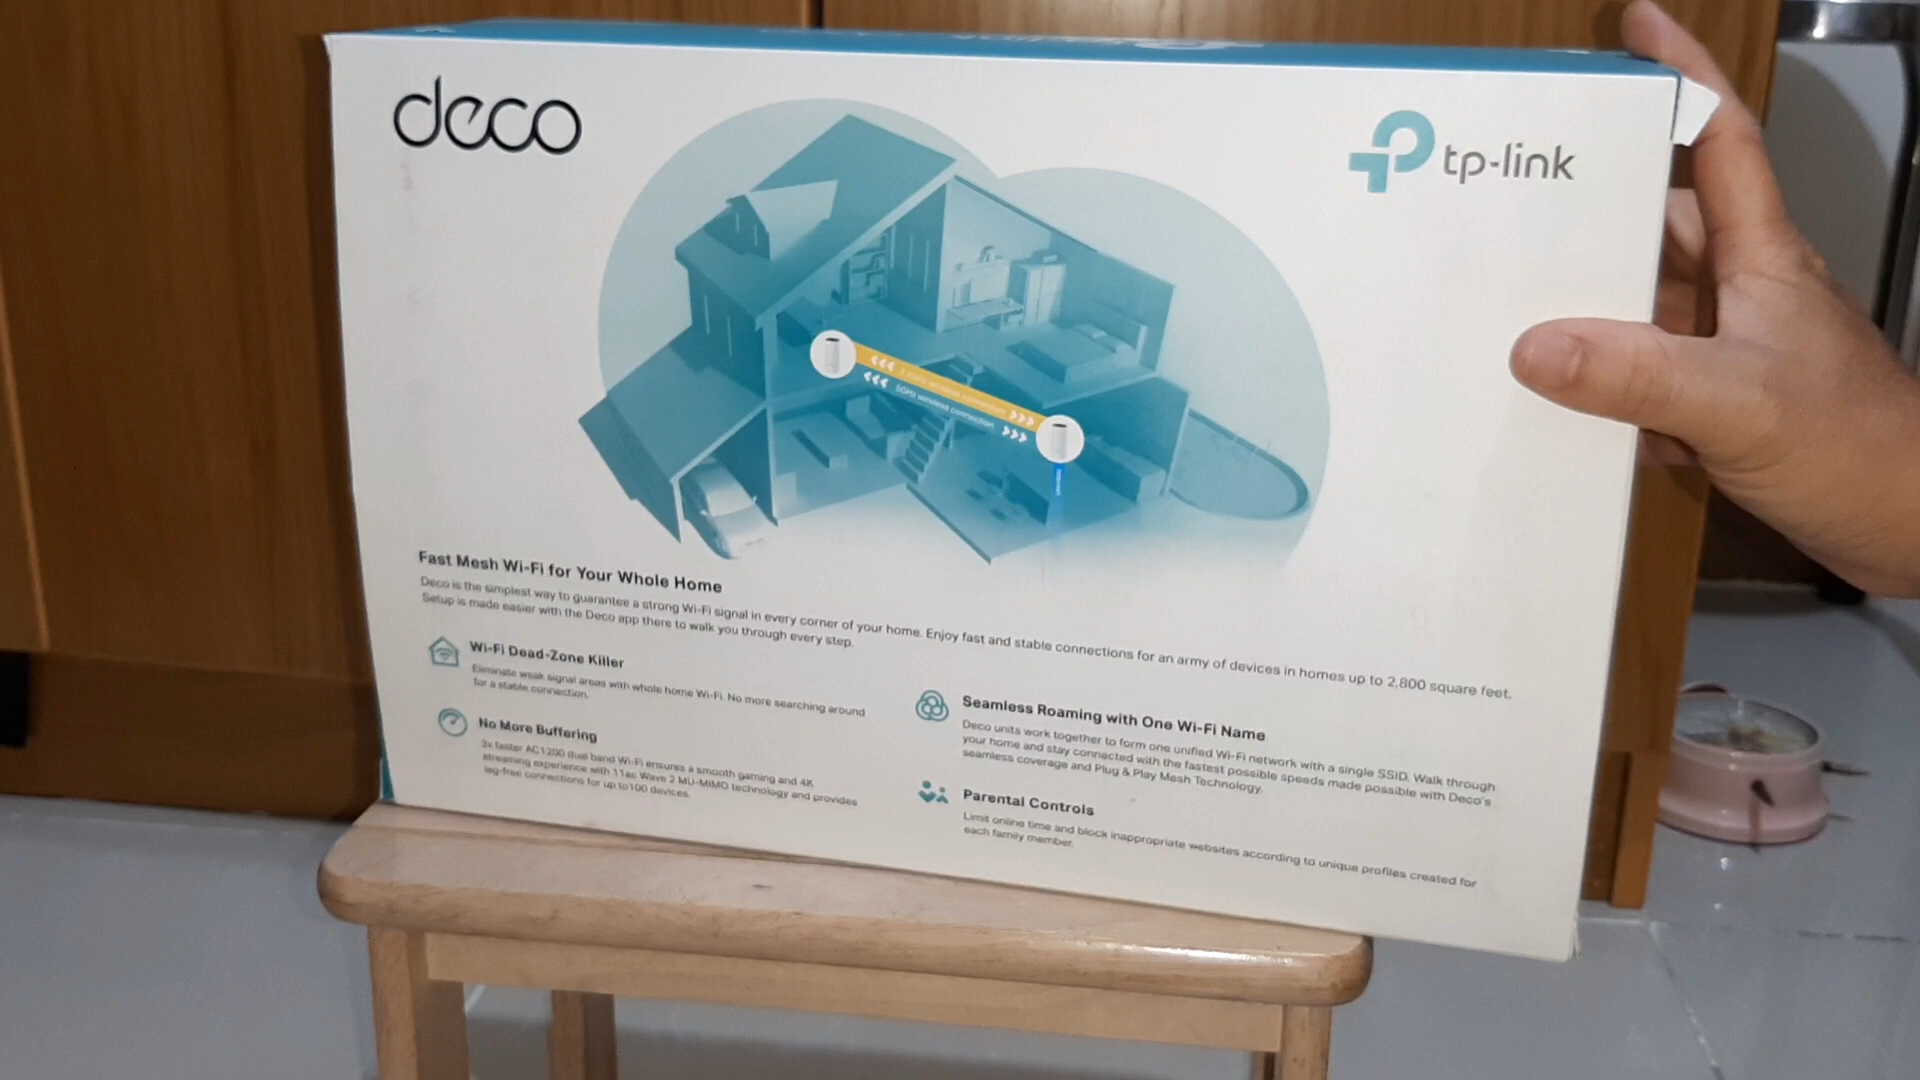 deco
tp-link
5GHz wireless connection
Fast Mesh Wi-Fi for Your Whole Home
Deco is the simplest way to guarantee a strong Wi-Fi signal in every corner of your home. Enjoy fast and stable connections for an army of devices in homes up to 2,800 square feet.
Setup is made easier with the Deco app there to walk you through every step.
Wi-Fi Dead-Zone Killer
Eliminate weak signal areas with whole home Wi-Fi. No more searching around
for a stable connection.
No More Buffering
3x faster AC1200 dual band Wi-Fi ensures a smooth gaming and 4K
streaming experience with 11ac Wave 2 MU-MIMO technology and provides
lag-free connections for up to100 devices.
Seamless Roaming with One Wi-Fi Name
Deco units work together to form one unified Wi-Fi network with a single SSID. Walk through
your home and stay connected with the fastest possible speeds made possible with Deco's
seamless coverage and Plug & Play Mesh Technology.
Parental Controls
Limit online time and block inappropriate websites according to unique profiles created for
each family member.